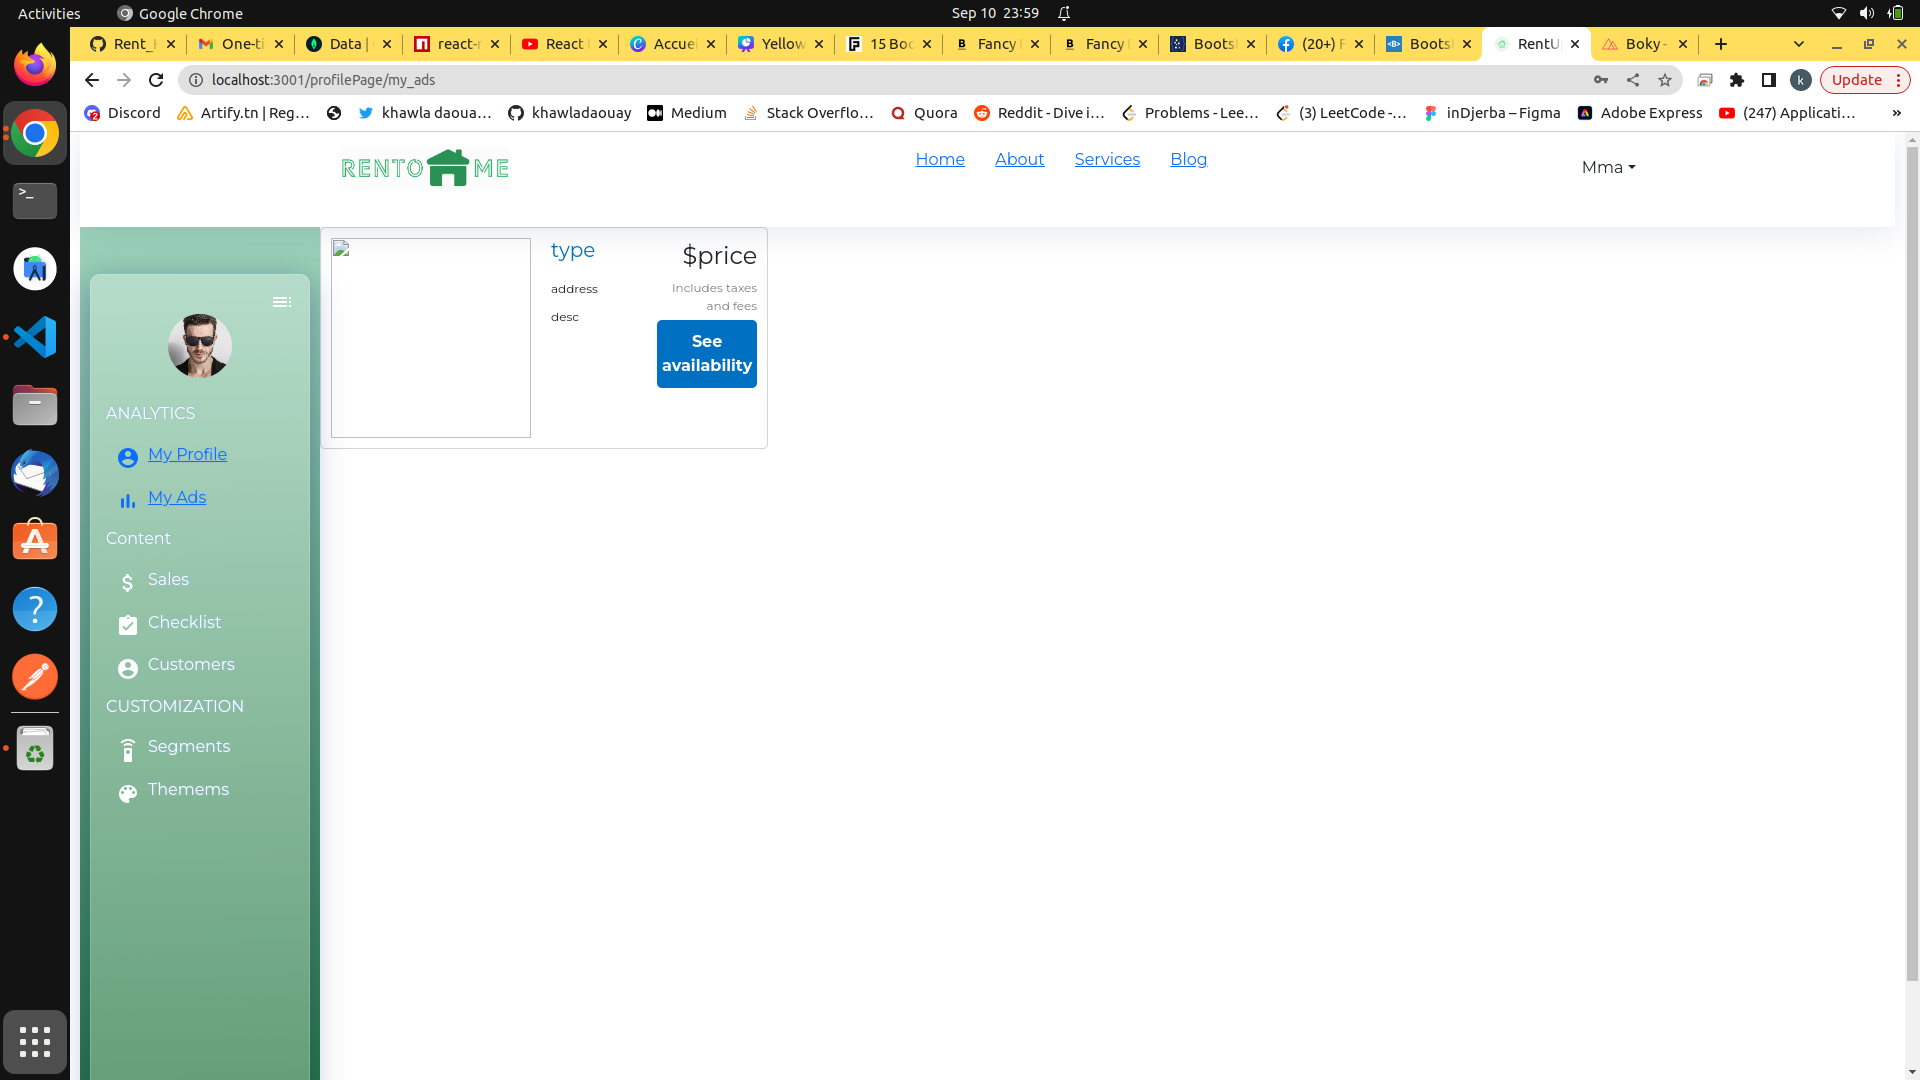 Activities Google Chrome Sep 10 23:59
Rent_ One-ti Data | react-r React Accuei Yellow 15 Boo Fancy Fancy Boots (20+) F Boots RentU Boky -
localhost:3001/profilePage/my_ads k Update
Discord Artify.tn | Reg… khawla daoua… khawladaouay Medium Stack Overflo… Quora Reddit - Dive i… Problems - Lee… (3) LeetCode -… inDjerba – Figma Adobe Express (247) Applicati… »
RENTO ME Home About Services Blog Mma
type
address
desc
$price
Includes taxes
and fees
See
availability
ANALYTICS
My Profile
My Ads
Content
Sales
Checklist
Customers
CUSTOMIZATION
Segments
Themems